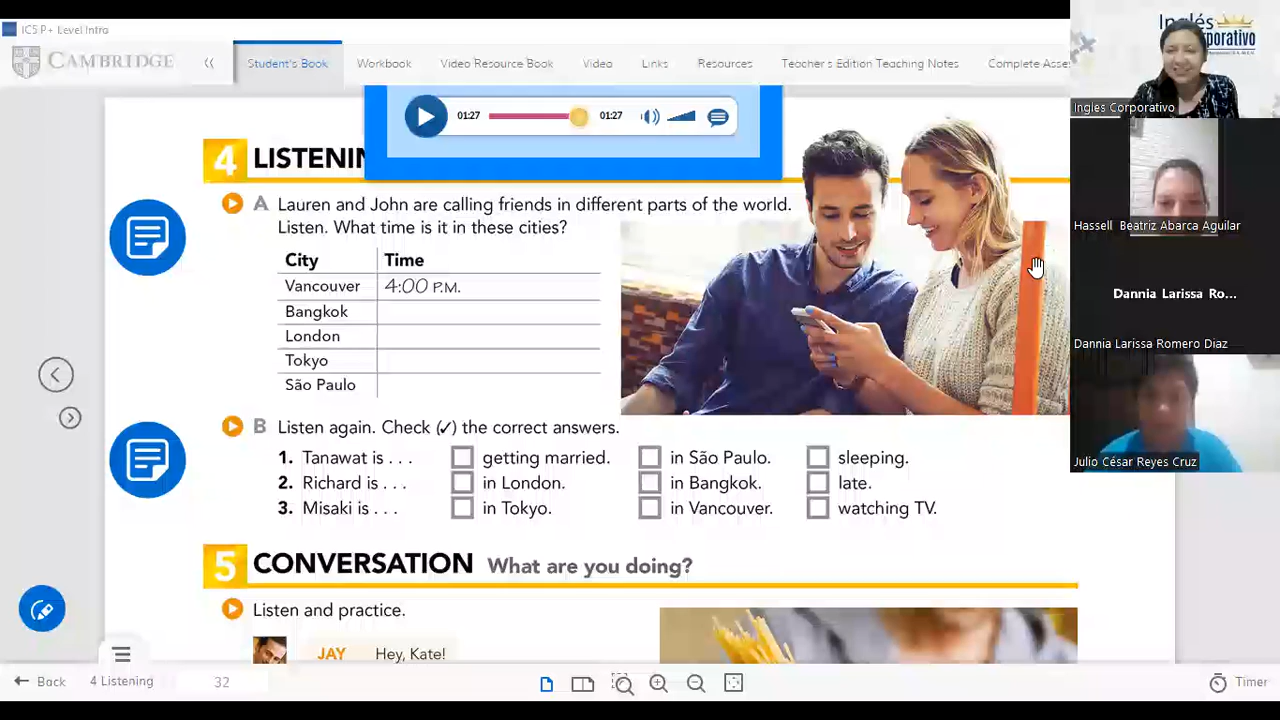 IC5 P+ Level Intro
CAMBRIDGE
Student's Book
Workbook
Video Resource Book
Video
Links
Resources
Teacher's Edition Teaching Notes
Complete Asse
01:27
01:27
4 LISTENIN
A Lauren and John are calling friends in different parts of the world.
Listen. What time is it in these cities?
City Time
Vancouver 4:00 P.M.
Bangkok
London
Tokyo
São Paulo
B Listen again. Check (✓) the correct answers.
1. Tanawat is . . . getting married. in São Paulo. sleeping.
2. Richard is . . . in London. in Bangkok. late.
3. Misaki is . . . in Tokyo. in Vancouver. watching TV.
5 CONVERSATION What are you doing?
Listen and practice.
JAY Hey, Kate!
Back
4 Listening
32
Timer
Inglés
rporativo
Ingles Corporativo
Hassell Beatriz Abarca Aguilar
Dannia Larissa Ro...
Dannia Larissa Romero Diaz
Julio César Reyes Cruz